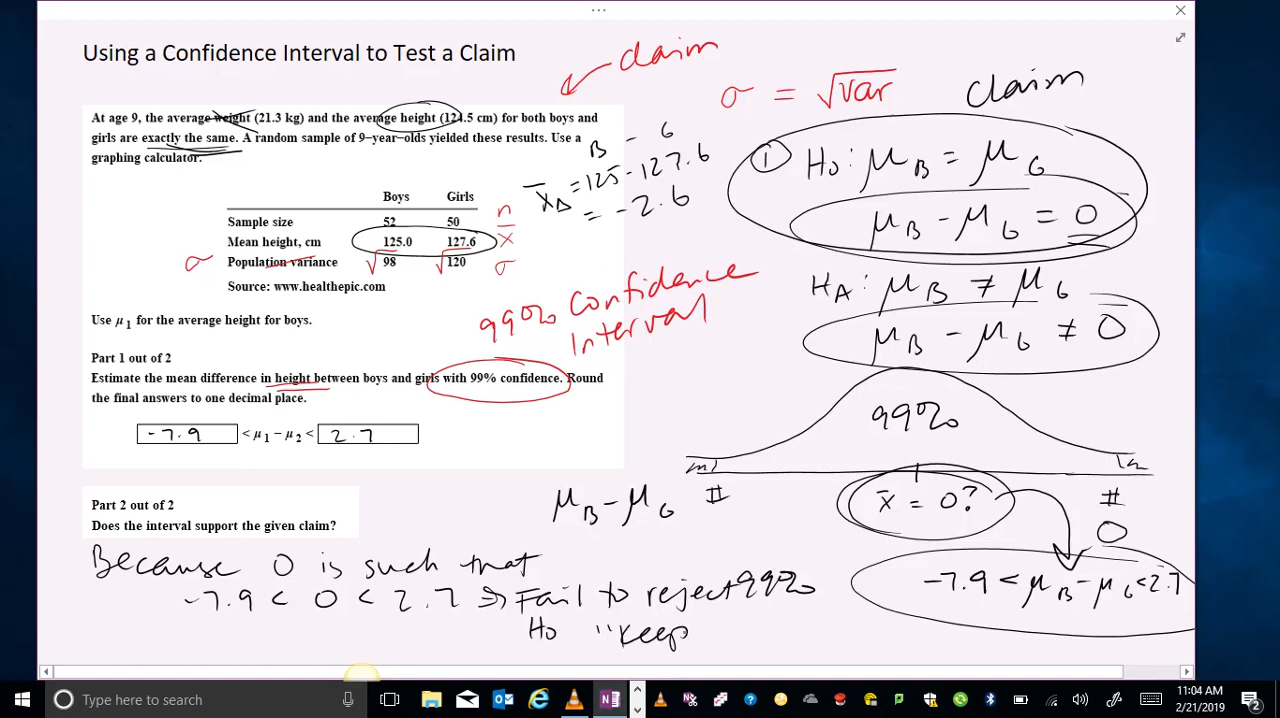 Using a Confidence Interval to Test a Claim
claim
σ = √var
claim
At age 9, the average weight (21.3 kg) and the average height (124.5 cm) for both boys and
girls are exactly the same. A random sample of 9-year-olds yielded these results. Use a
graphing calculator.
B - G
x̄Δ = 125 - 127.6
= -2.6
① H₀: μB = μG
μB - μG = 0
HA: μB ≠ μG
μB - μG ≠ 0
Boys Girls
Sample size 52 50 n
Mean height, cm 125.0 127.6 x̄
σ Population variance √98 √120 σ
Source: www.healthepic.com
99% Confidence
Interval
Use μ₁ for the average height for boys.
Part 1 out of 2
Estimate the mean difference in height between boys and girls with 99% confidence. Round
the final answers to one decimal place.
-7.9 < μ₁ - μ₂ < 2.7
99%
μB - μG # x̄ = 0? #
0
-7.9 < μB - μG < 2.7
Part 2 out of 2
Does the interval support the given claim?
Because 0 is such that
-7.9 < 0 < 2.7 ⇒ Fail to reject 99%
H₀ "keep
Type here to search
11:04 AM
2/21/2019
2